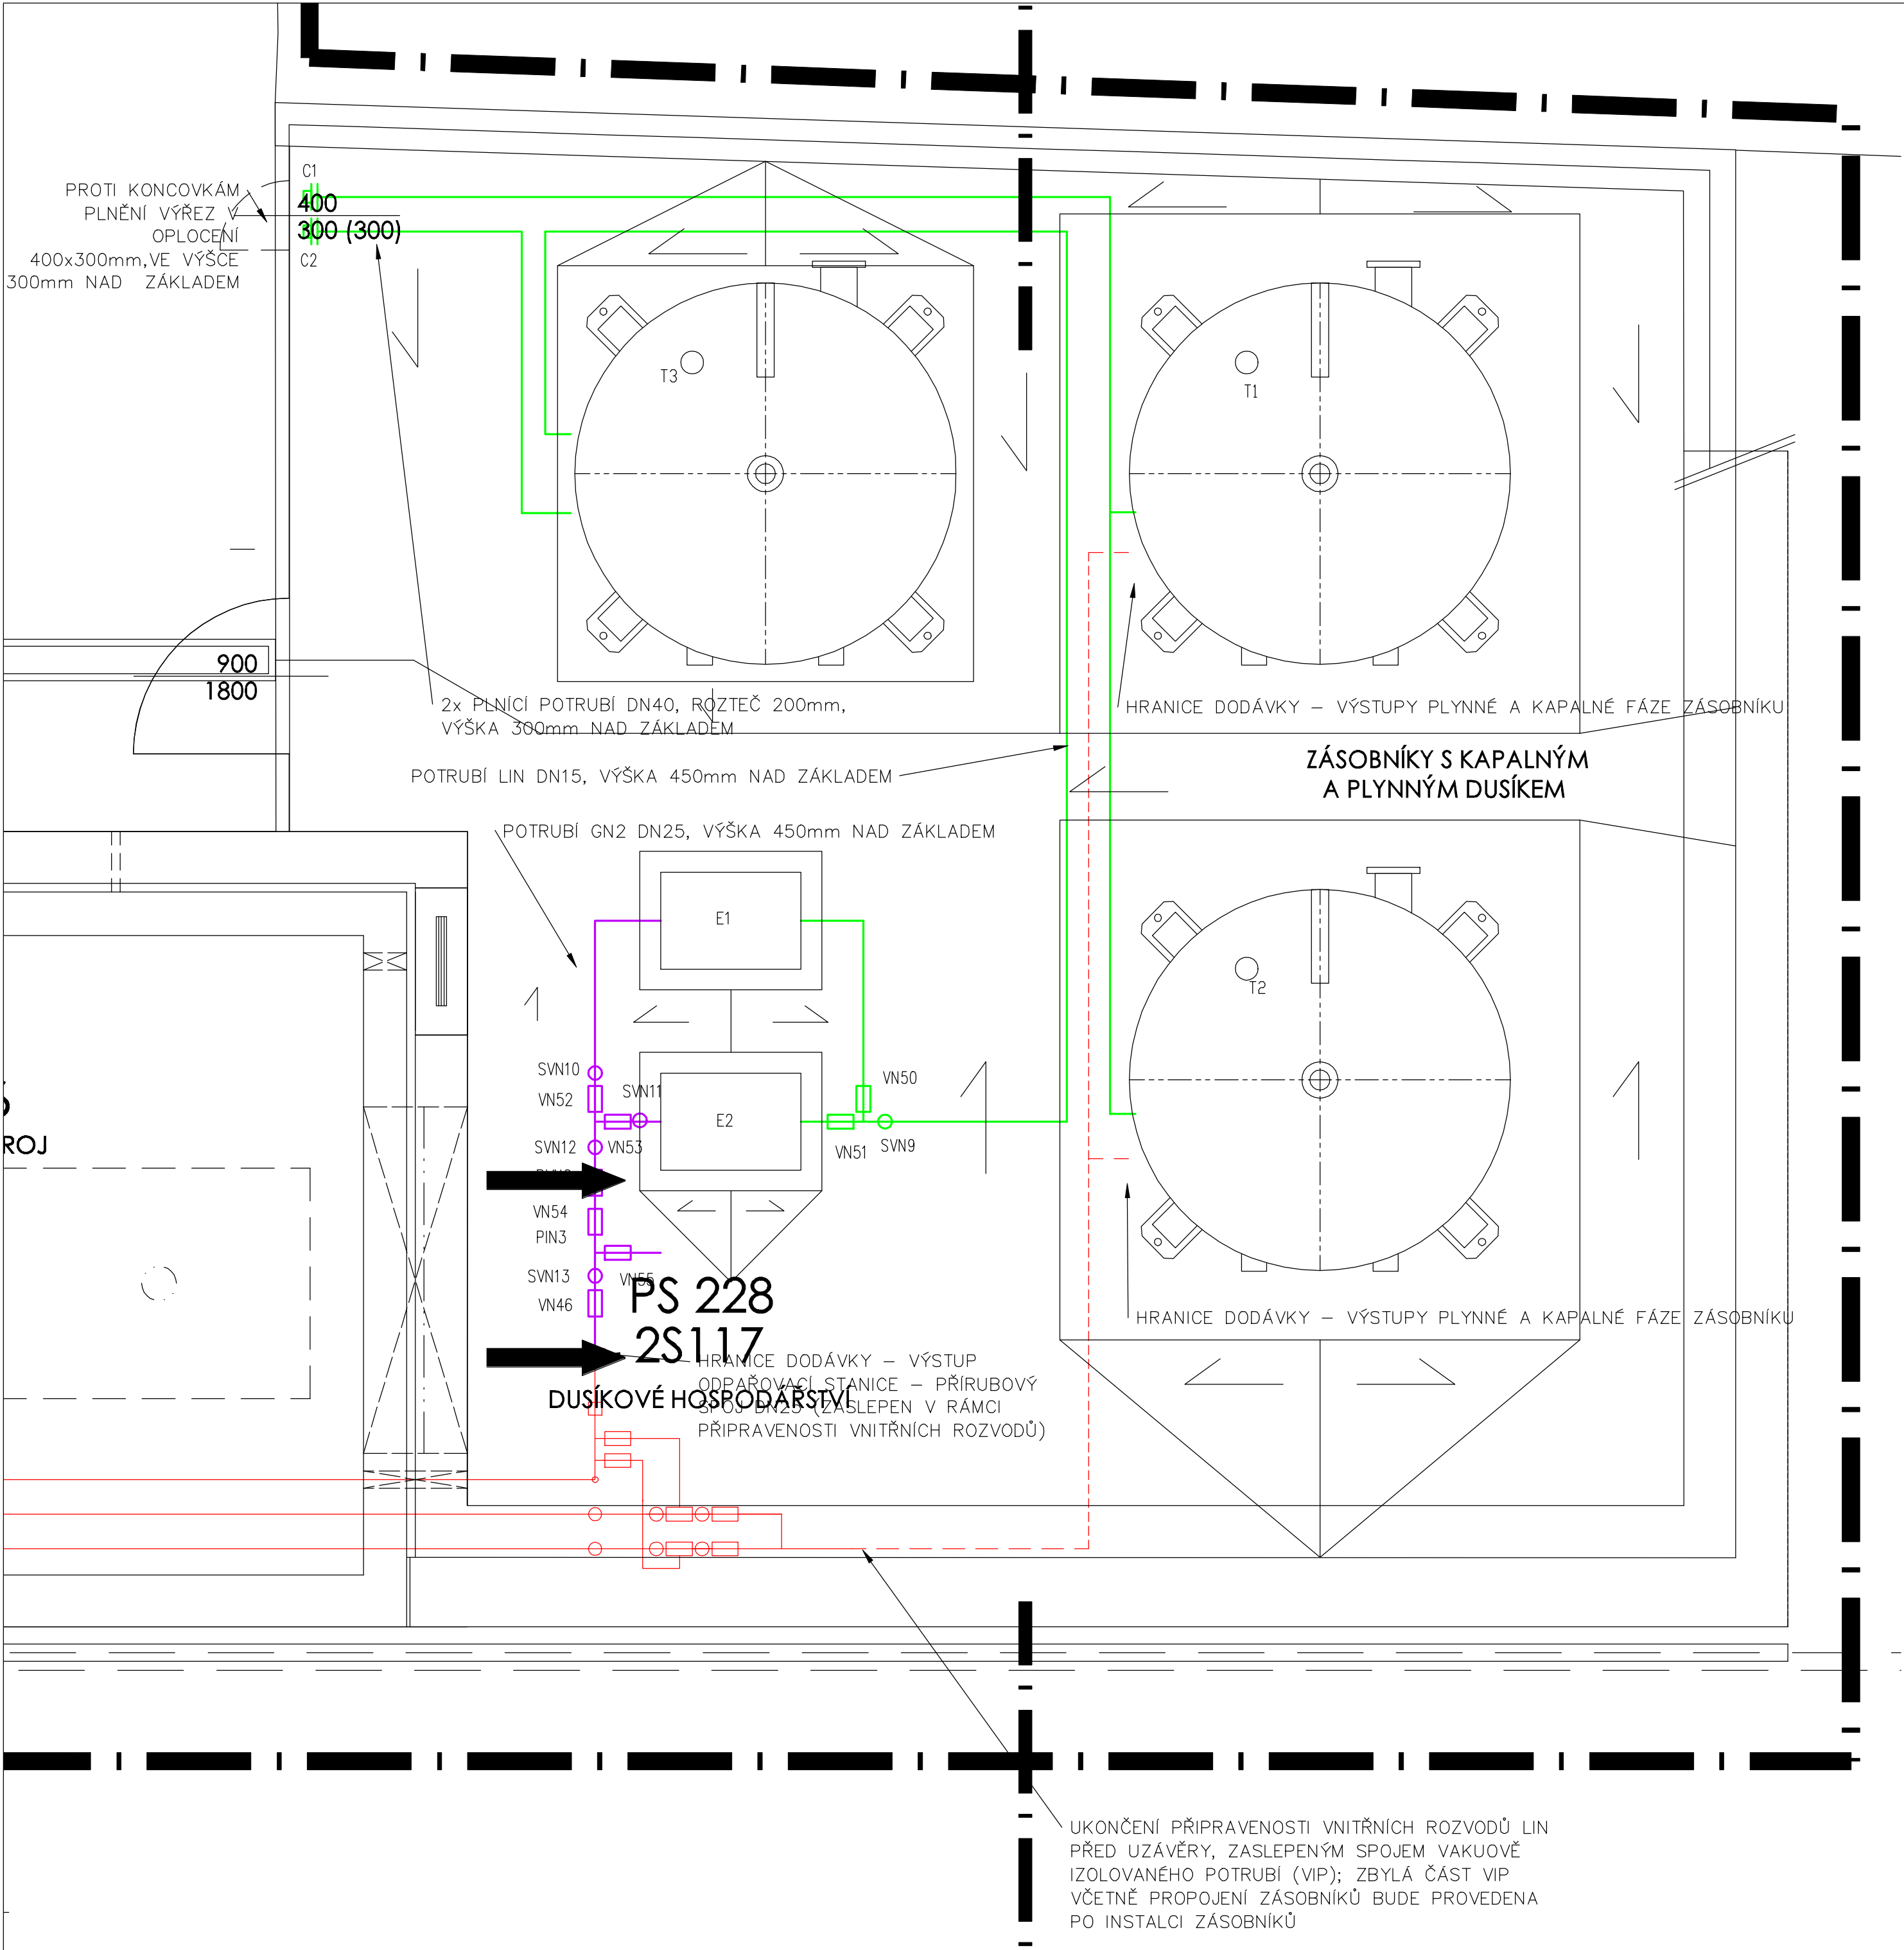 C1
PROTI KONCOVKÁM
PLNĚNÍ VÝŘEZ V
OPLOCENÍ
400x300mm,VE VÝŠCE
300mm NAD ZÁKLADEM
400
300 (300)
C2
T3
T1
900
1800
2x PLNÍCÍ POTRUBÍ DN40, ROZTEČ 200mm,
VÝŠKA 300mm NAD ZÁKLADEM
HRANICE DODÁVKY – VÝSTUPY PLYNNÉ A KAPALNÉ FÁZE ZÁSOBNÍKU
POTRUBÍ LIN DN15, VÝŠKA 450mm NAD ZÁKLADEM
ZÁSOBNÍKY S KAPALNÝM
A PLYNNÝM DUSÍKEM
POTRUBÍ GN2 DN25, VÝŠKA 450mm NAD ZÁKLADEM
E1
T2
SVN10
VN52
SVN11
VN50
E2
SVN12
VN53
VN51
SVN9
ROJ
VN54
PIN3
SVN13
VN55
VN46
PS 228
2S117
DUSÍKOVÉ HOSPODÁŘSTVÍ
HRANICE DODÁVKY – VÝSTUPY PLYNNÉ A KAPALNÉ FÁZE ZÁSOBNÍKU
HRANICE DODÁVKY – VÝSTUP
ODPAŘOVACÍ STANICE – PŘÍRUBOVÝ
SPOJ DN25 (ZASLEPEN V RÁMCI
PŘIPRAVENOSTI VNITŘNÍCH ROZVODŮ)
UKONČENÍ PŘIPRAVENOSTI VNITŘNÍCH ROZVODŮ LIN
PŘED UZÁVĚRY, ZASLEPENÝM SPOJEM VAKUOVĚ
IZOLOVANÉHO POTRUBÍ (VIP); ZBYLÁ ČÁST VIP
VČETNĚ PROPOJENÍ ZÁSOBNÍKŮ BUDE PROVEDENA
PO INSTALCI ZÁSOBNÍKŮ